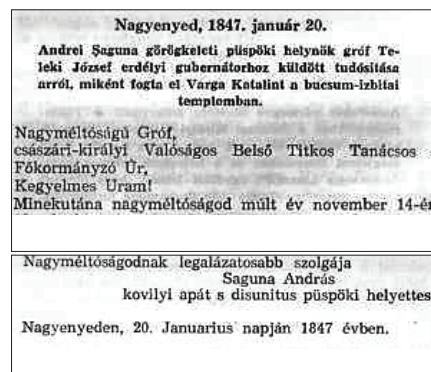 Nagyenyed, 1847. január 20.
Andrei Şaguna görögkeleti püspöki helynök gróf Te-
leki József erdélyi gubernátorhoz küldött tudósítása
arról, miként fogta el Varga Katalint a bucsum-izbitai
templomban.
Nagyméltóságú Gróf,
császári-királyi Valóságos Belső Titkos Tanácsos
Főkormányzó Úr,
Kegyelmes Uram!
Minekutána nagyméltóságod múlt év november 14-én
Nagyméltóságodnak legalázatosabb szolgája
Saguna András
kovilyi apát s disunitus püspöki helyettes
Nagyenyeden, 20. Januarius napján 1847 évben.